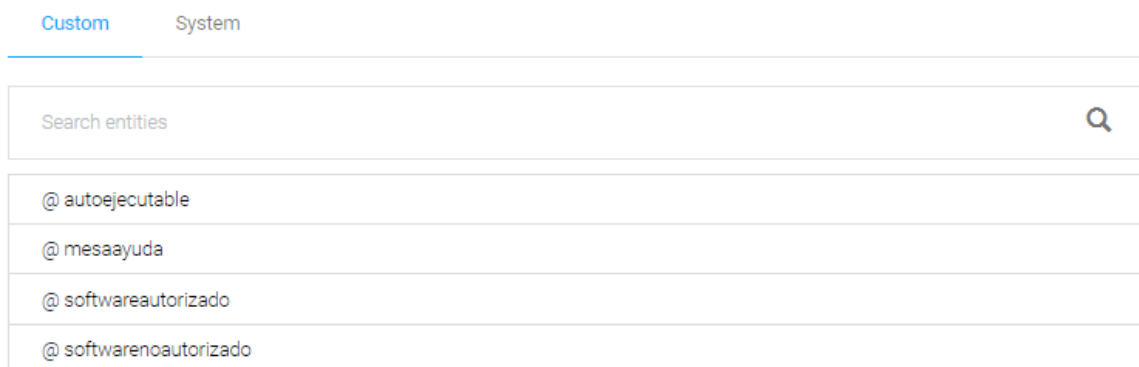 Custom System
Search entities
@ autoejecutable
@ mesaayuda
@ softwareautorizado
@ softwarenoautorizado